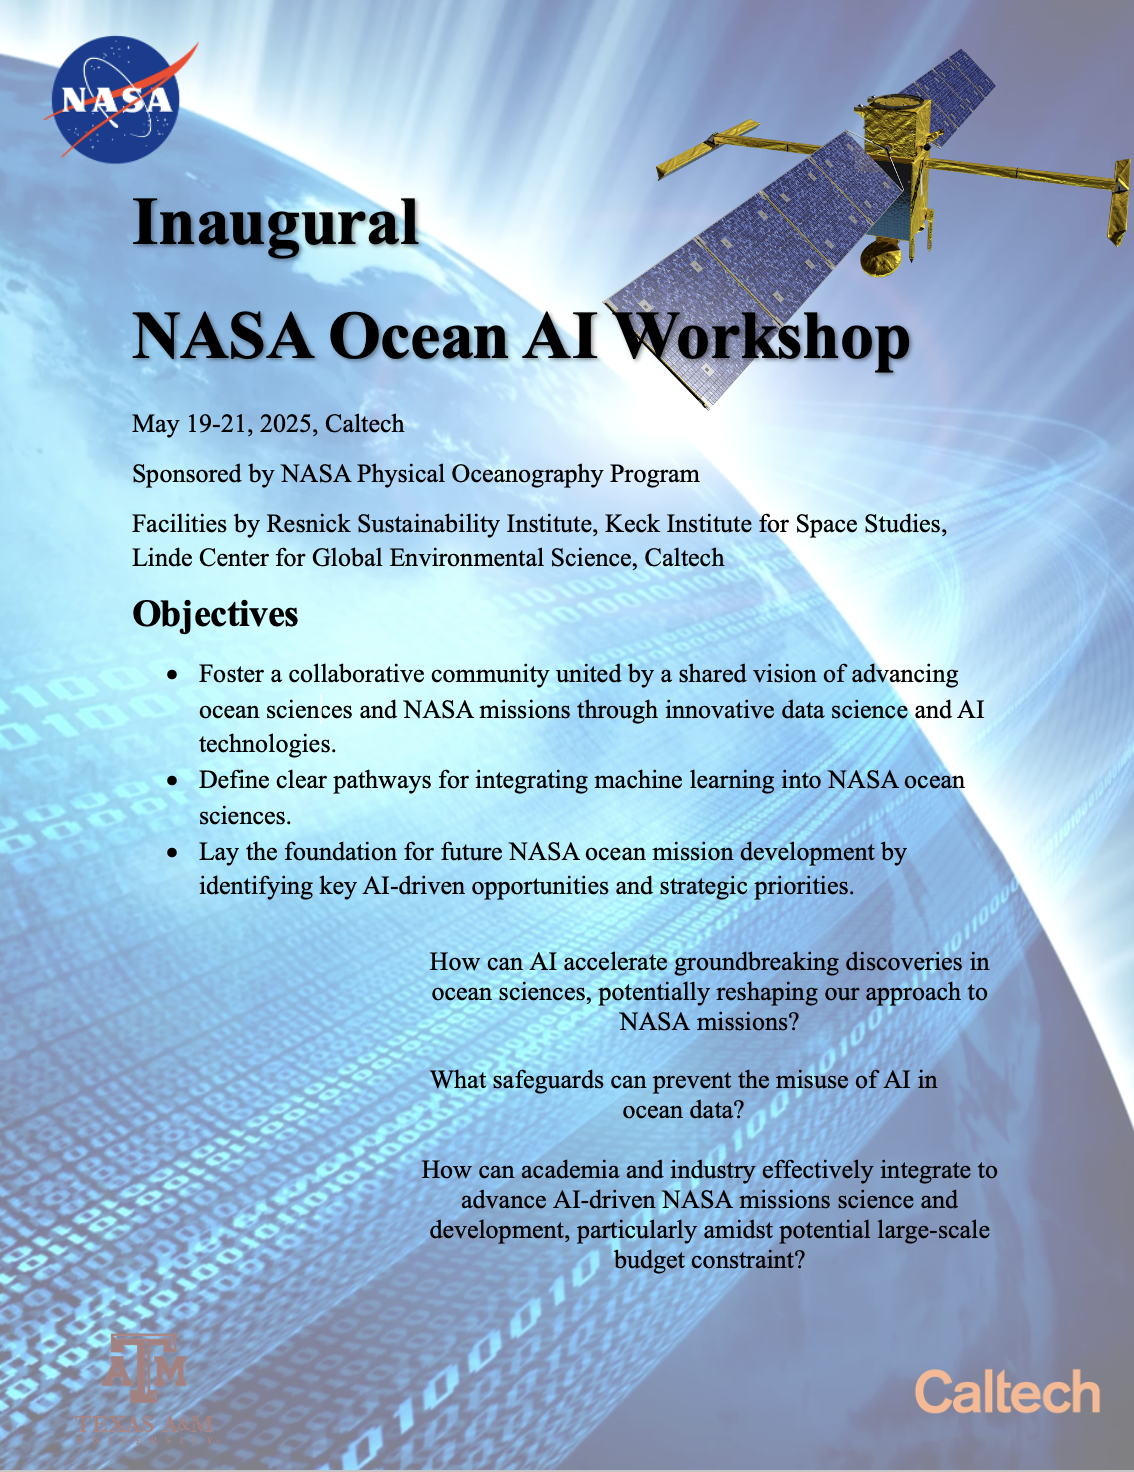 NASA
Inaugural
NASA Ocean AI Workshop
May 19-21, 2025, Caltech
Sponsored by NASA Physical Oceanography Program
Facilities by Resnick Sustainability Institute, Keck Institute for Space Studies,
Linde Center for Global Environmental Science, Caltech
Objectives
• Foster a collaborative community united by a shared vision of advancing
ocean sciences and NASA missions through innovative data science and AI
technologies.
• Define clear pathways for integrating machine learning into NASA ocean
sciences.
• Lay the foundation for future NASA ocean mission development by
identifying key AI-driven opportunities and strategic priorities.
How can AI accelerate groundbreaking discoveries in
ocean sciences, potentially reshaping our approach to
NASA missions?
What safeguards can prevent the misuse of AI in
ocean data?
How can academia and industry effectively integrate to
advance AI-driven NASA missions science and
development, particularly amidst potential large-scale
budget constraint?
ATM
TEXAS A&M
Caltech